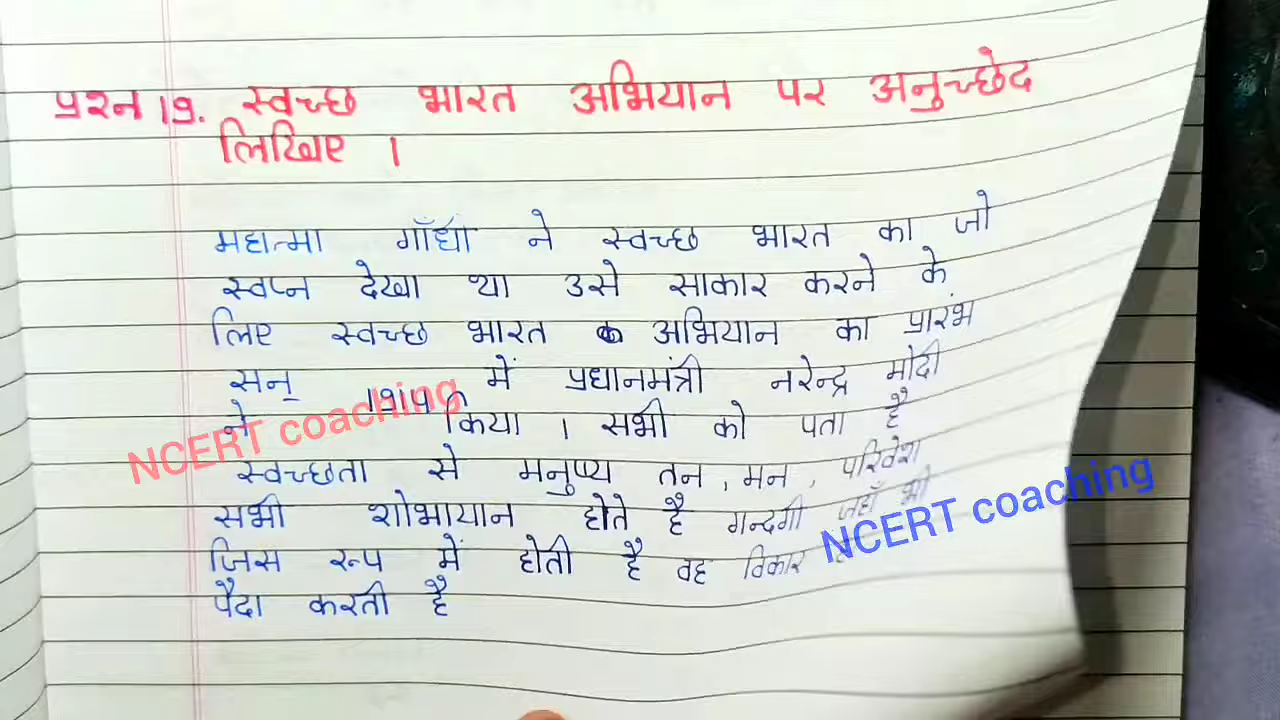 प्रश्न 19. स्वच्छ भारत अभियान पर अनुच्छेद
लिखिए ।
महात्मा गाँधी ने स्वच्छ भारत का जो
स्वप्न देखा था उसे साकार करने के
लिए स्वच्छ भारत अभियान का प्रारंभ
सन् में प्रधानमंत्री नरेन्द्र मोदी
ने किया । सभी को पता है
NCERT coaching
स्वच्छता से मनुष्य तन, मन, परिवेश
सभी शोभायान होते है गन्दगी जहाँ भी
NCERT coaching
जिस रूप में होती है वह विकार
पैदा करती है